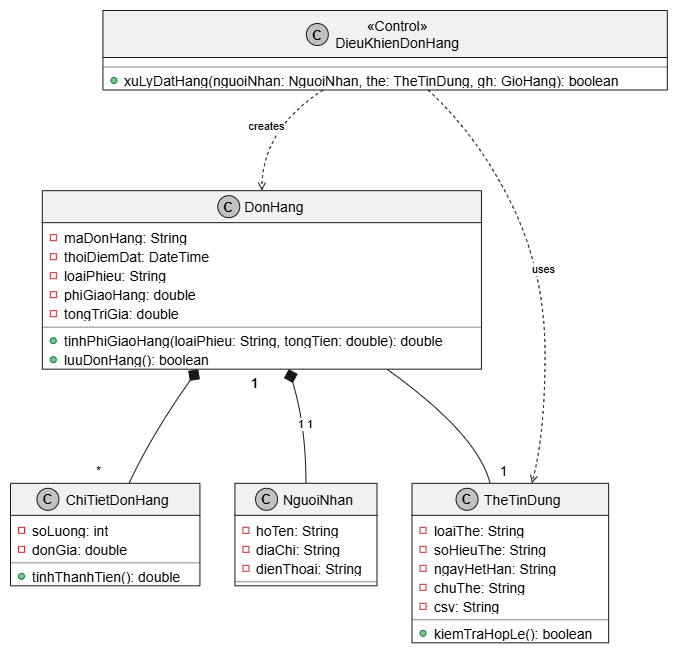 «Control»
C DieuKhienDonHang
xuLyDatHang(nguoiNhan: NguoiNhan, the: TheTinDung, gh: GioHang): boolean
creates
uses
C DonHang
maDonHang: String
thoiDiemDat: DateTime
loaiPhieu: String
phiGiaoHang: double
tongTriGia: double
tinhPhiGiaoHang(loaiPhieu: String, tongTien: double): double
luuDonHang(): boolean
1
1 1
*
1
C ChiTietDonHang
soLuong: int
donGia: double
tinhThanhTien(): double
C NguoiNhan
hoTen: String
diaChi: String
dienThoai: String
C TheTinDung
loaiThe: String
soHieuThe: String
ngayHetHan: String
chuThe: String
csv: String
kiemTraHopLe(): boolean